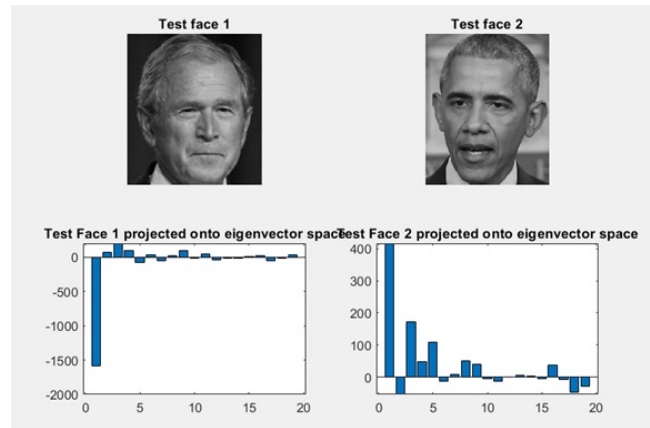 Test face 1
Test face 2
Test Face 1 projected onto eigenvector space
Test Face 2 projected onto eigenvector space
0
-500
-1000
-1500
-2000
0 5 10 15 20
400
300
200
100
0
0 5 10 15 20